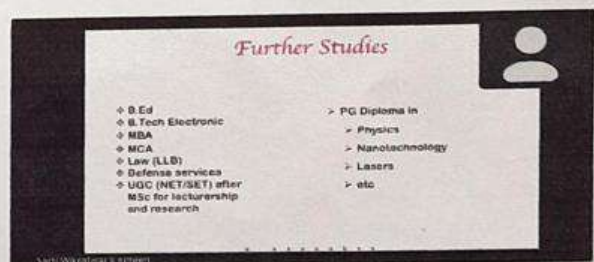 Further Studies
B.Ed
B.Tech Electronic
MBA
MCA
Law (LLB)
Defense services
UGC (NET/SET) after
MSc for lecturership
and research
PG Diploma in
Physics
Nanotechnology
Lasers
etc